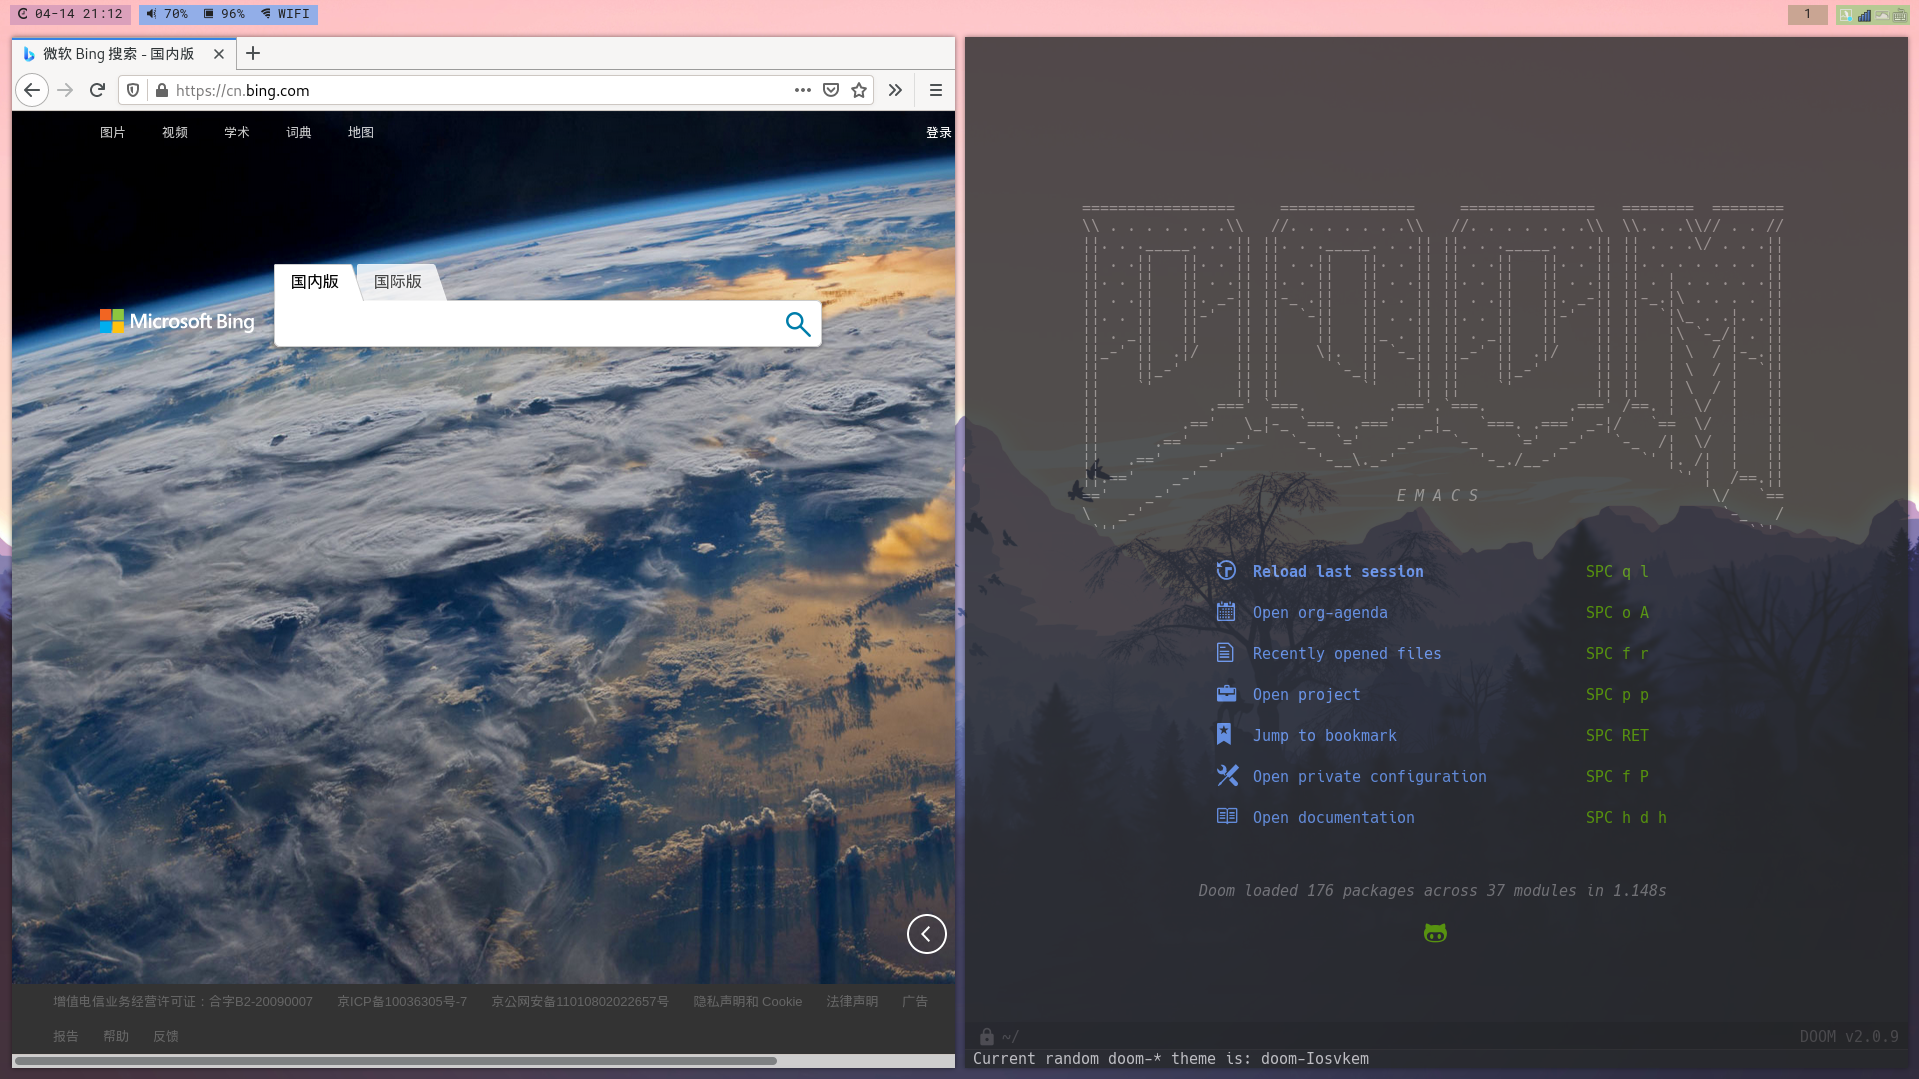 04-14 21:12 70% 96% WIFI 1
微软 Bing 搜索 - 国内版
https://cn.bing.com
图片 视频 学术 词典 地图 登录
国内版 国际版
Microsoft Bing
增值电信业务经营许可证：合字B2-20090007 京ICP备10036305号-7 京公网安备11010802022657号 隐私声明和 Cookie 法律声明 广告
报告 帮助 反馈
E M A C S
Reload last session SPC q l
Open org-agenda SPC o A
Recently opened files SPC f r
Open project SPC p p
Jump to bookmark SPC RET
Open private configuration SPC f P
Open documentation SPC h d h
Doom loaded 176 packages across 37 modules in 1.148s
~/ DOOM v2.0.9
Current random doom-* theme is: doom-Iosvkem